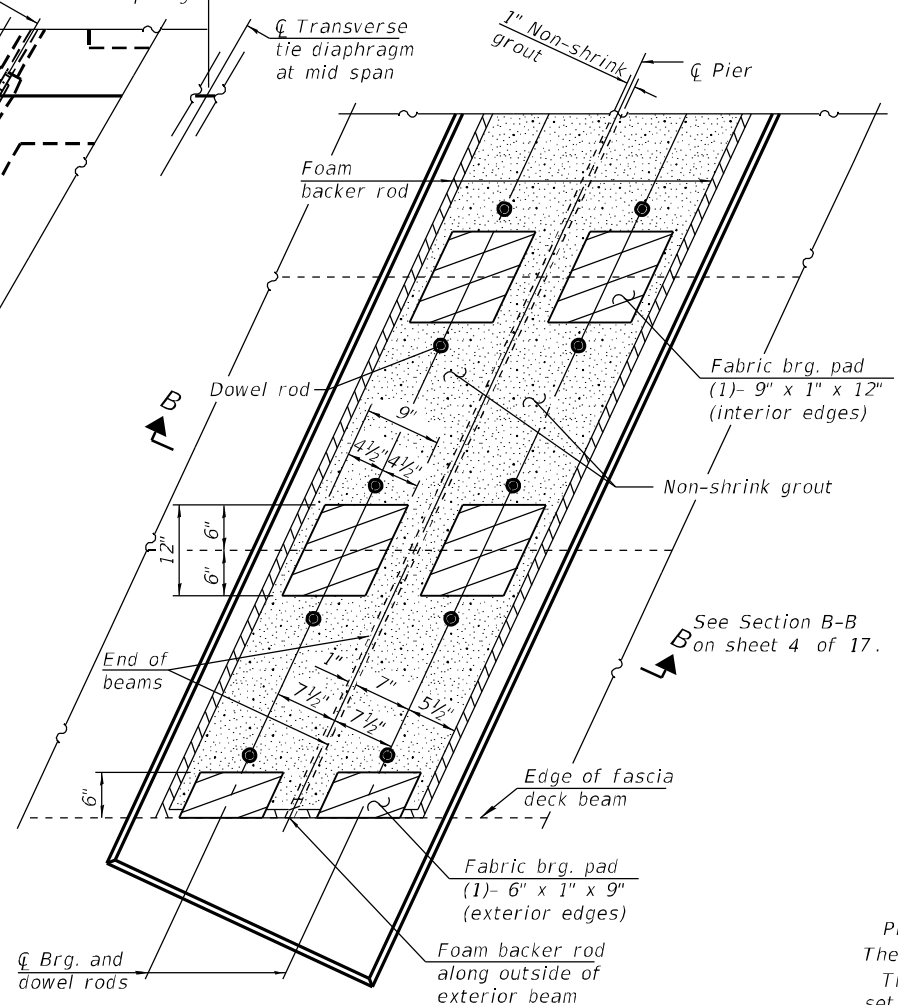 ℄ Transverse
tie diaphragm
at mid span
1" Non-shrink
grout
℄ Pier
Foam
backer rod
Fabric brg. pad
(1)- 9" x 1" x 12"
(interior edges)
Dowel rod
B
9"
4½" 4½"
Non-shrink grout
12"
6"
6"
See Section B-B
on sheet 4 of 17.
B
End of
beams
1"
7"
5½"
7½"
7½"
6"
Edge of fascia
deck beam
Fabric brg. pad
(1)- 6" x 1" x 9"
(exterior edges)
℄ Brg. and
dowel rods
Foam backer rod
along outside of
exterior beam
The
set